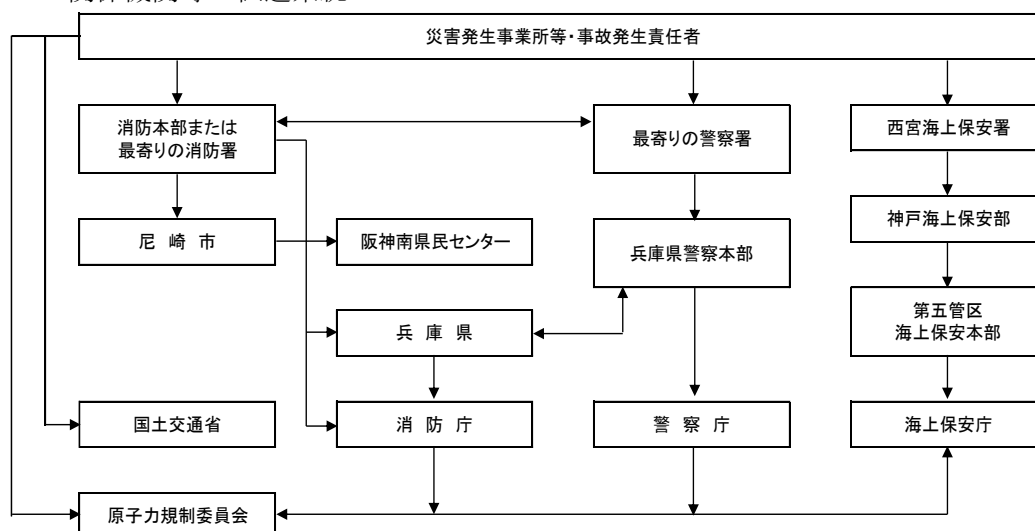 災害発生事業所等・事故発生責任者
消防本部または
最寄りの消防署
最寄りの警察署
西宮海上保安署
神戸海上保安部
尼 崎 市
阪神南県民センター
兵庫県警察本部
第五管区
海上保安本部
兵 庫 県
国土交通省
消 防 庁
警 察 庁
海上保安庁
原子力規制委員会